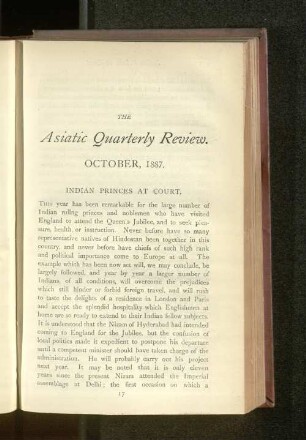 THE
Asiatic Quarterly Review.
OCTOBER, 1887.
INDIAN PRINCES AT COURT.
This year has been remarkable for the large number of
Indian ruling princes and noblemen who have visited
England to attend the Queen's Jubilee, and to seek plea-
sure, health or instruction. Never before have so many
representative natives of Hindostan been together in this
country, and never before have chiefs of such high rank
and political importance come to Europe at all. The
example which has been now set will, we may conclude, be
largely followed, and year by year a larger number of
Indians, of all conditions, will overcome the prejudices
which still hinder or forbid foreign travel, and will rush
to taste the delights of a residence in London and Paris
and accept the splendid hospitality which Englishmen at
home are so ready to extend to their Indian fellow subjects.
It is understood that the Nizam of Hyderabad had intended
coming to England for the Jubilee, but the confusion of
local politics made it expedient to postpone his departure
until a competent minister should have taken charge of the
administration. He will probably carry out his project
next year. It may be noted that it is only eleven
years since the present Nizam attended the Imperial
assemblage at Delhi; the first occasion on which a
17